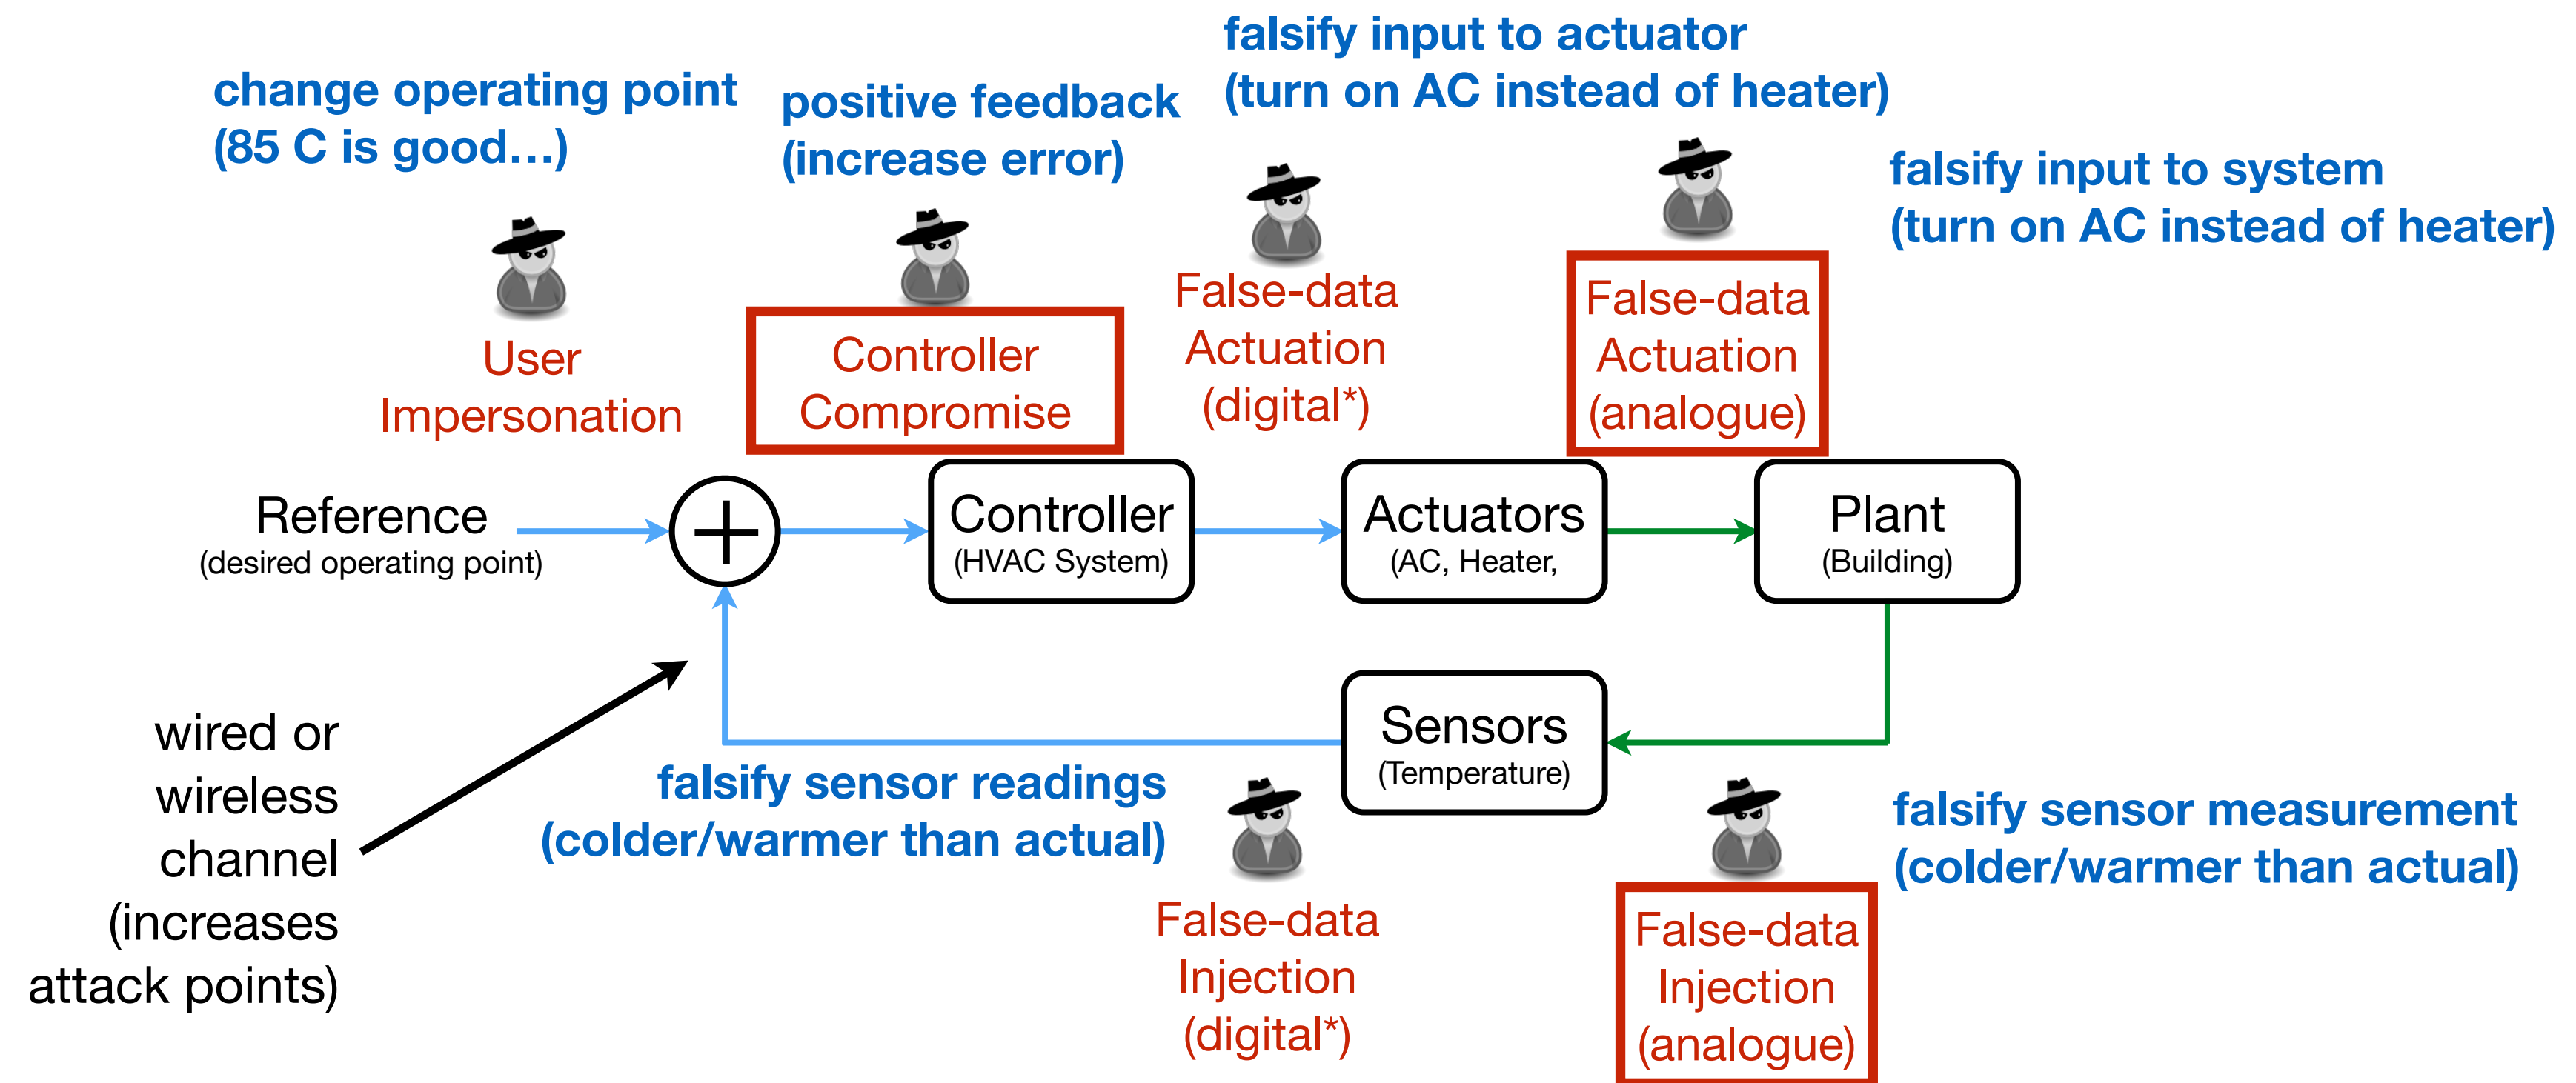 falsify input to actuator
(turn on AC instead of heater)
change operating point
(85 C is good...)
positive feedback
(increase error)
falsify input to system
(turn on AC instead of heater)
User
Impersonation
Controller
Compromise
False-data
Actuation
(digital*)
False-data
Actuation
(analogue)
Reference
(desired operating point)
Controller
(HVAC System)
Actuators
(AC, Heater,
Plant
(Building)
wired or
wireless
channel
(increases
attack points)
Sensors
(Temperature)
falsify sensor readings
(colder/warmer than actual)
falsify sensor measurement
(colder/warmer than actual)
False-data
Injection
(digital*)
False-data
Injection
(analogue)